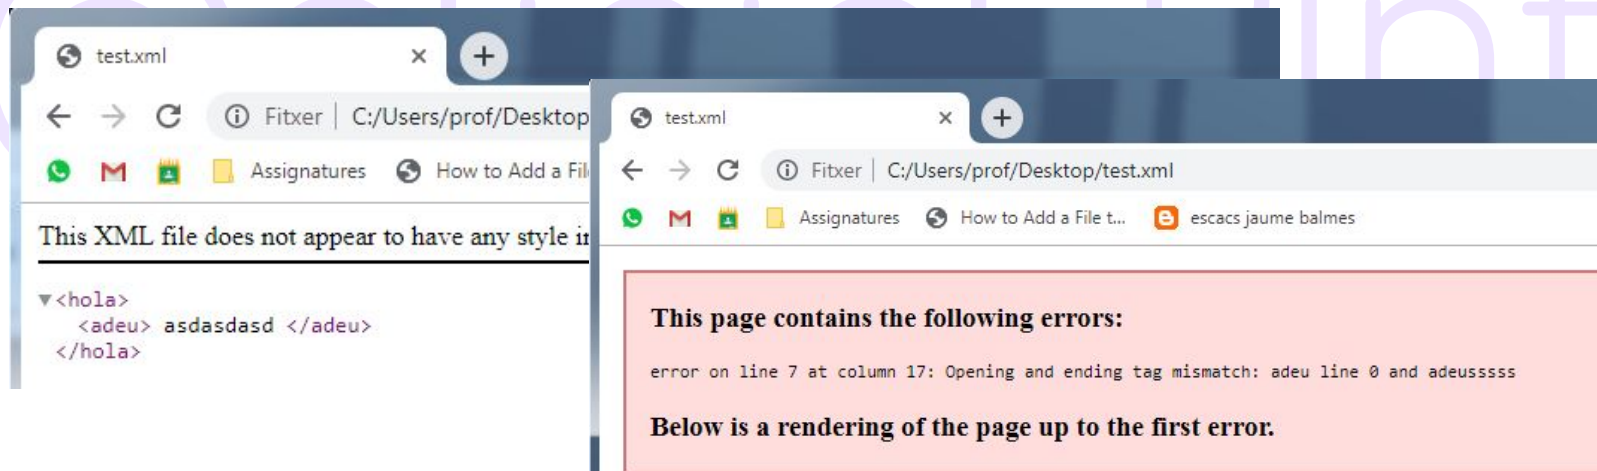 test.xml
Fitxer | C:/Users/prof/Desktop
Assignatures How to Add a Fil
This XML file does not appear to have any style in
▼<hola>
<adeu> asdasdasd </adeu>
</hola>
test.xml
Fitxer | C:/Users/prof/Desktop/test.xml
Assignatures How to Add a File t... escacs jaume balmes
This page contains the following errors:
error on line 7 at column 17: Opening and ending tag mismatch: adeu line 0 and adeusssss
Below is a rendering of the page up to the first error.